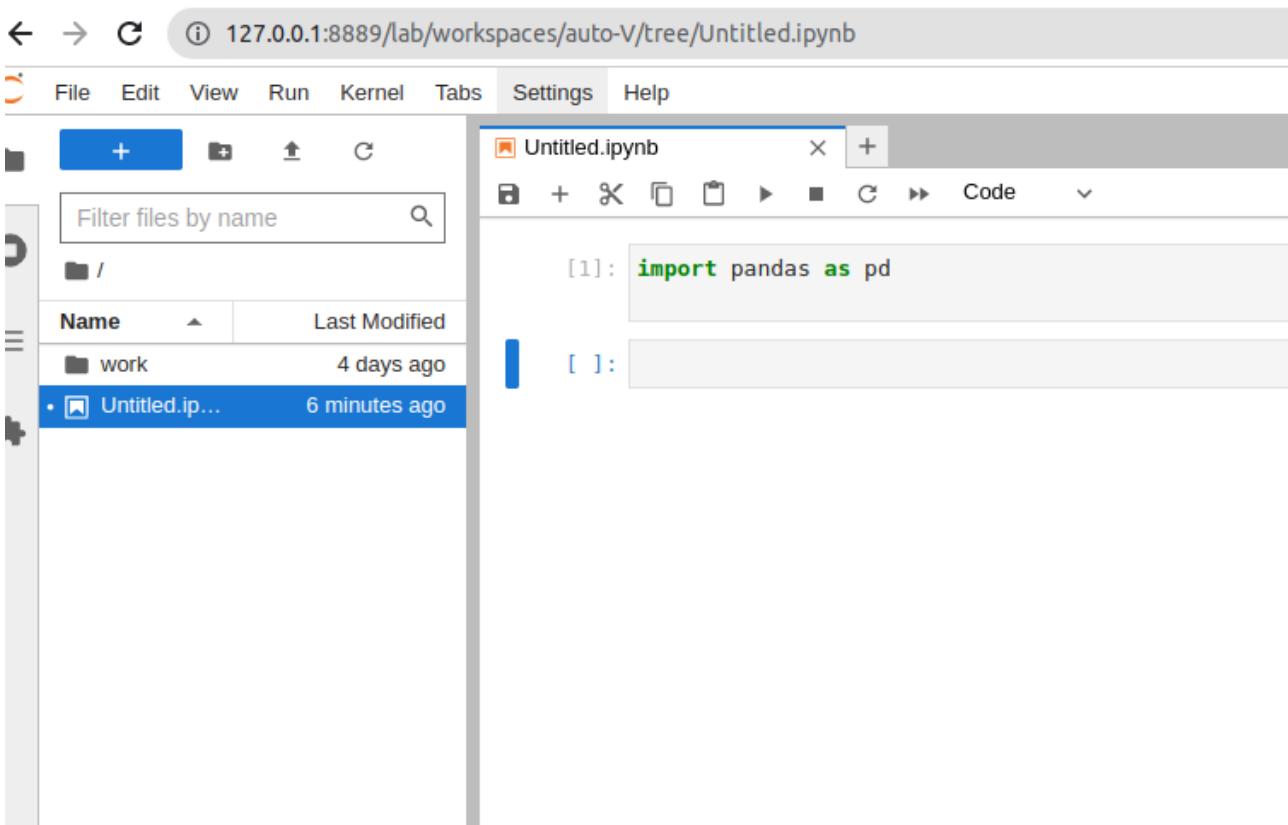 127.0.0.1:8889/lab/workspaces/auto-V/tree/Untitled.ipynb
File Edit View Run Kernel Tabs Settings Help
Untitled.ipynb
Code
Filter files by name
/
Name Last Modified
work 4 days ago
Untitled.ip… 6 minutes ago
[1]: import pandas as pd
[ ]: